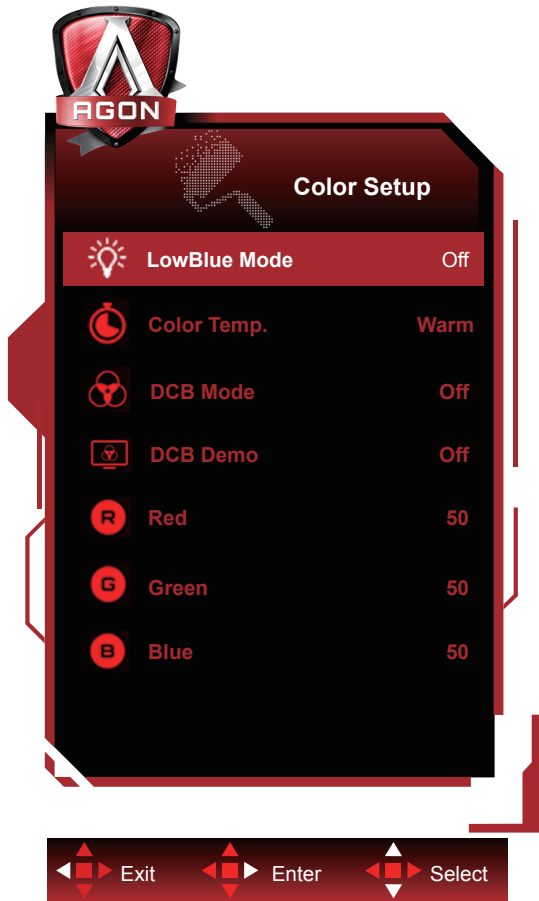 AGON
Color Setup
LowBlue Mode Off
Color Temp. Warm
DCB Mode Off
DCB Demo Off
R Red 50
G Green 50
B Blue 50
Exit Enter Select